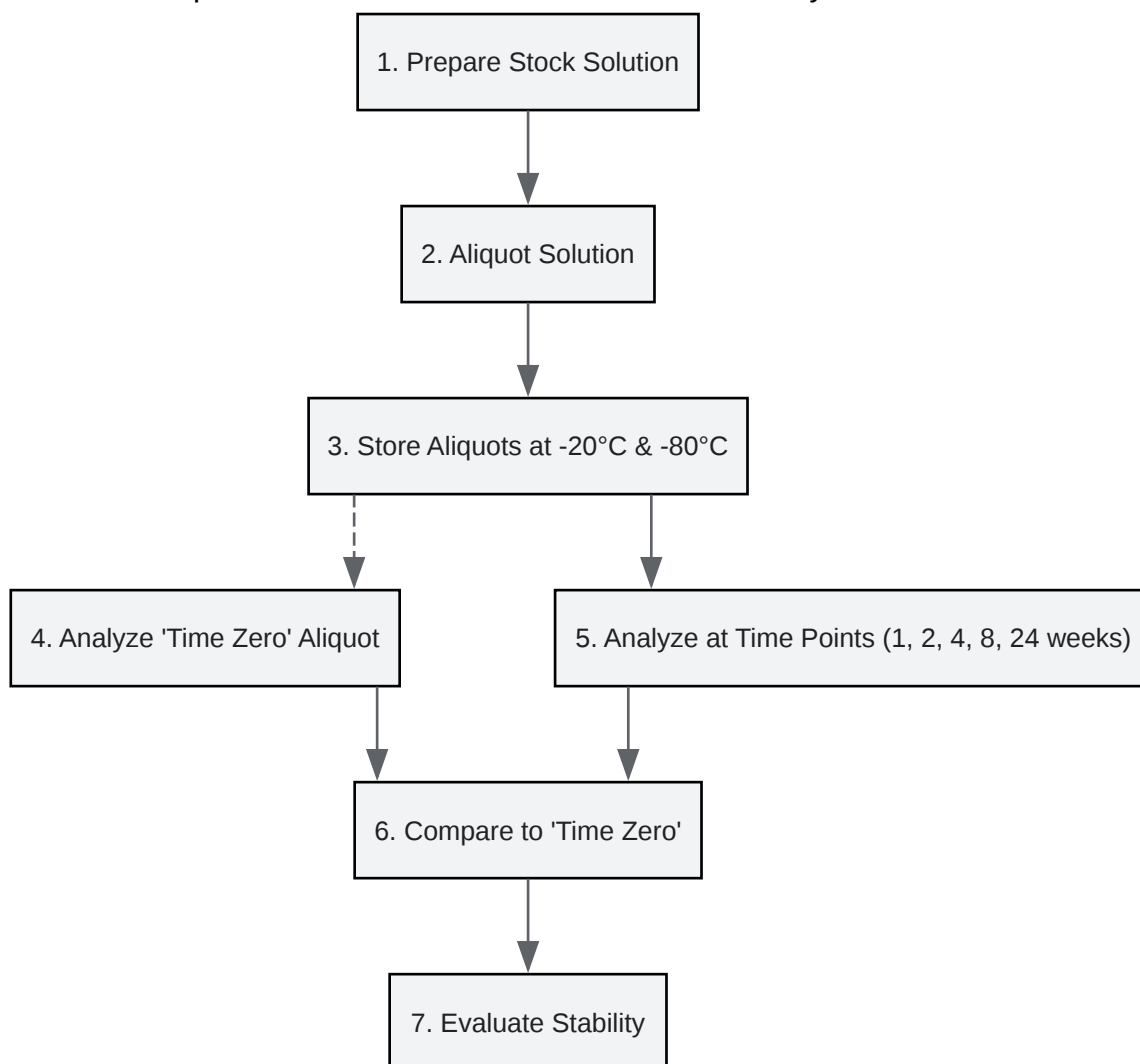 1. Prepare Stock Solution
2. Aliquot Solution
3. Store Aliquots at -20°C & -80°C
4. Analyze 'Time Zero' Aliquot
5. Analyze at Time Points (1, 2, 4, 8, 24 weeks)
6. Compare to 'Time Zero'
7. Evaluate Stability